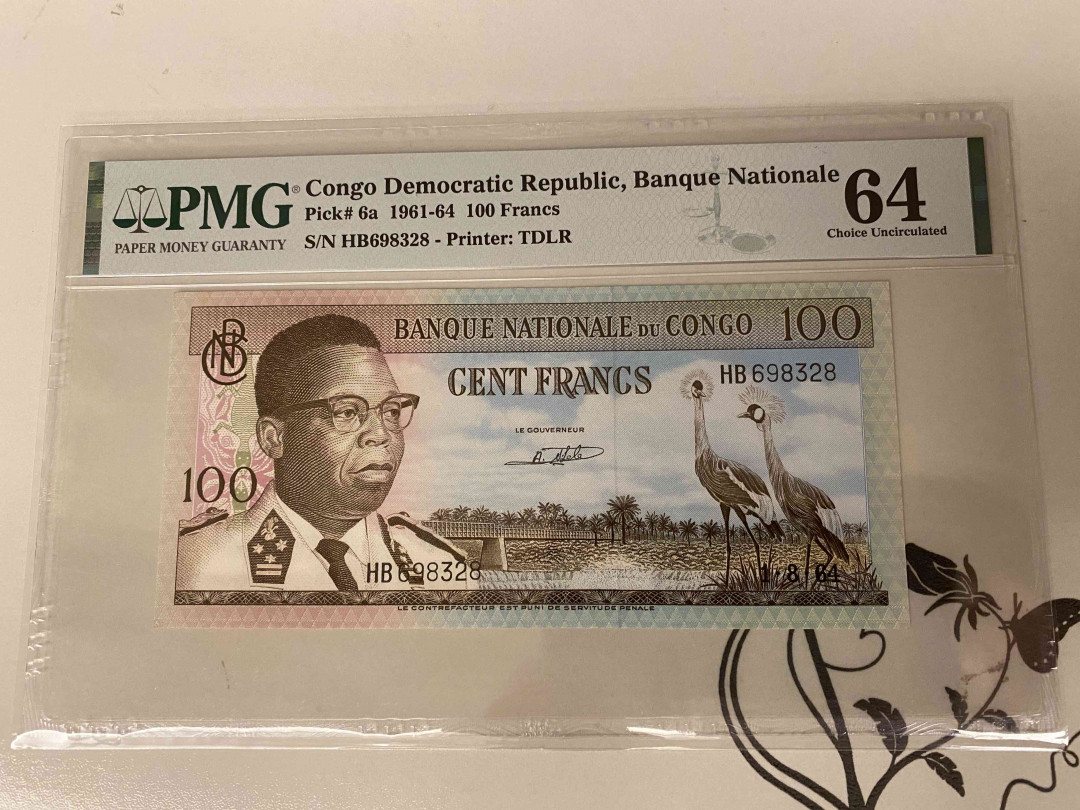 PMG®
PAPER MONEY GUARANTY
Congo Democratic Republic, Banque Nationale
Pick# 6a 1961-64 100 Francs
S/N HB698328 - Printer: TDLR
64
Choice Uncirculated
BNC
BANQUE NATIONALE DU CONGO 100
CENT FRANCS
HB 698328
LE GOUVERNEUR
100
HB 698328
1-8-64
LE CONTREFACTEUR EST PUNI DE SERVITUDE PENALE